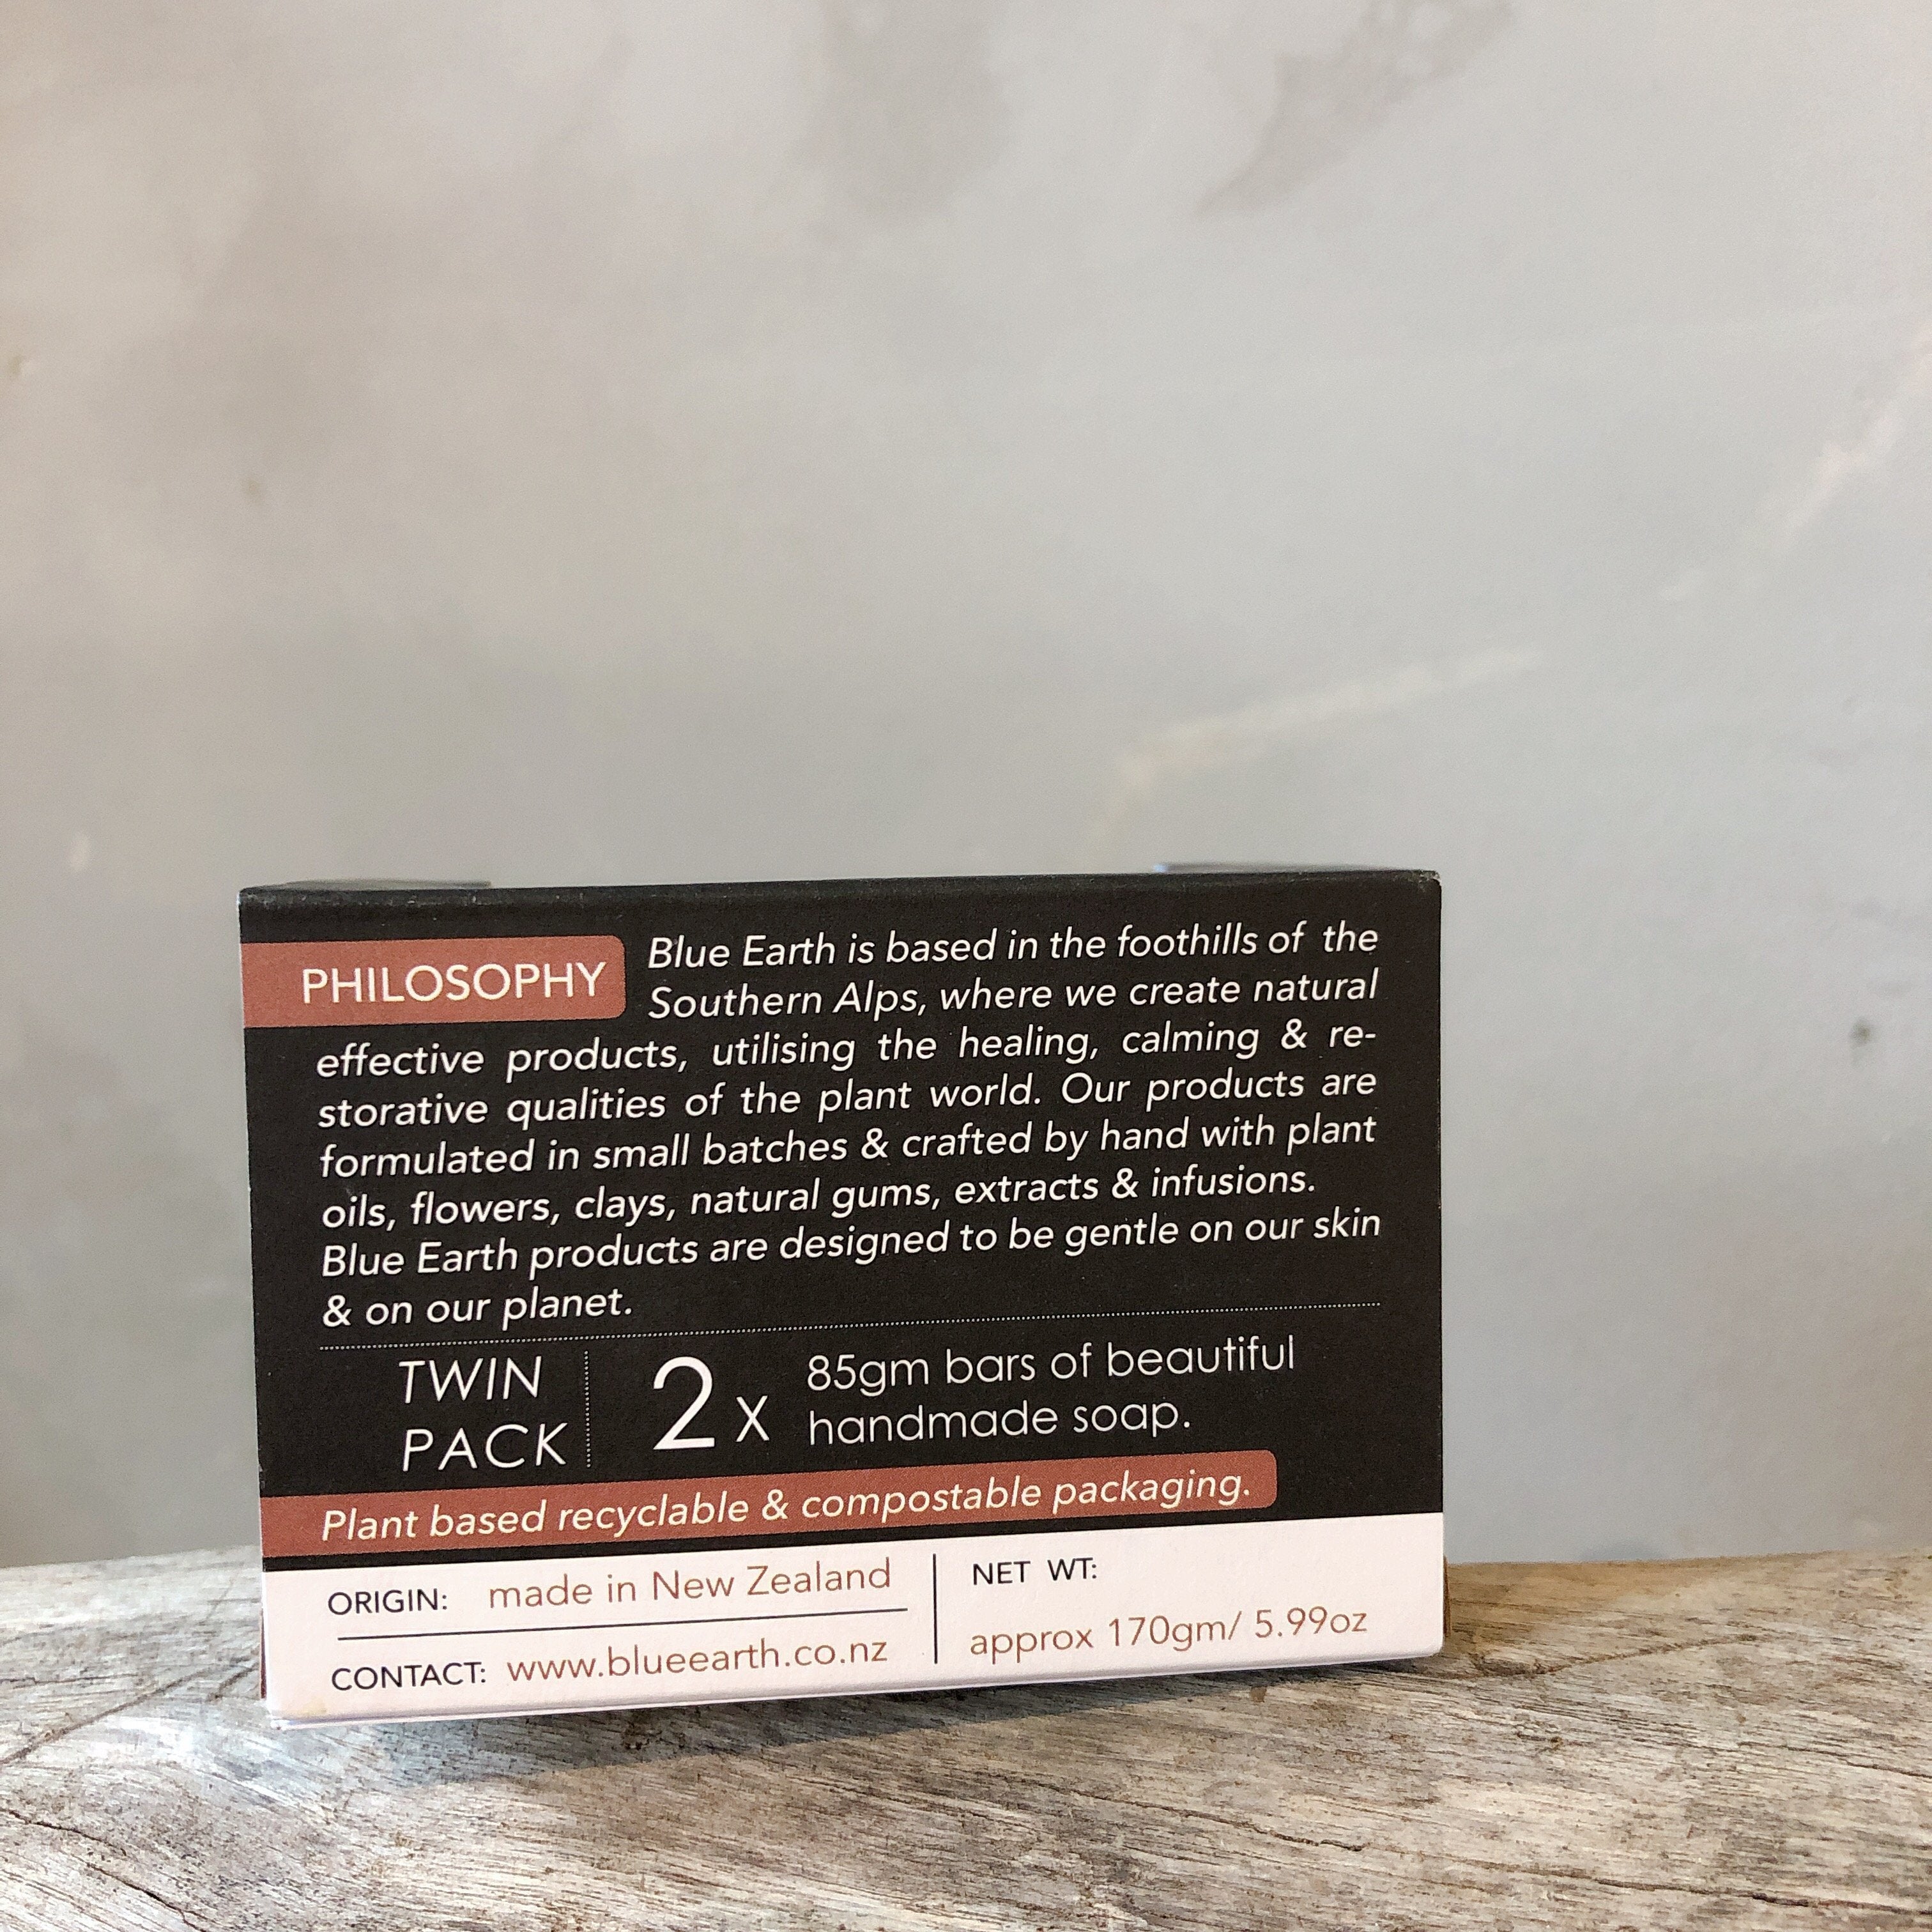 PHILOSOPHY
Blue Earth is based in the foothills of the
Southern Alps, where we create natural
effective products, utilising the healing, calming & re-
storative qualities of the plant world. Our products are
formulated in small batches & crafted by hand with plant
oils, flowers, clays, natural gums, extracts & infusions.
Blue Earth products are designed to be gentle on our skin
& on our planet.
TWIN
PACK
2 x
85gm bars of beautiful
handmade soap.
Plant based recyclable & compostable packaging.
ORIGIN: made in New Zealand
CONTACT: www.blueearth.co.nz
NET WT:
approx 170gm/ 5.99oz